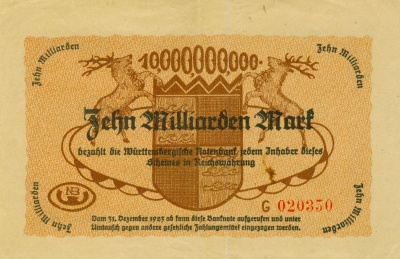 Zehn Milliarden
10000000000.
Zehn Milliarden
Zehn Milliarden Mark
bezahlt die Württembergische Notenbank jedem Inhaber dieses
Scheines in Reichswährung
NB
G 020350
Zehn Milliarden
Vom 31. Dezember 1923 ab kann diese Banknote aufgerufen und unter
Umtausch gegen andere gesetzliche Zahlungsmittel eingezogen werden.
Zehn Milliarden